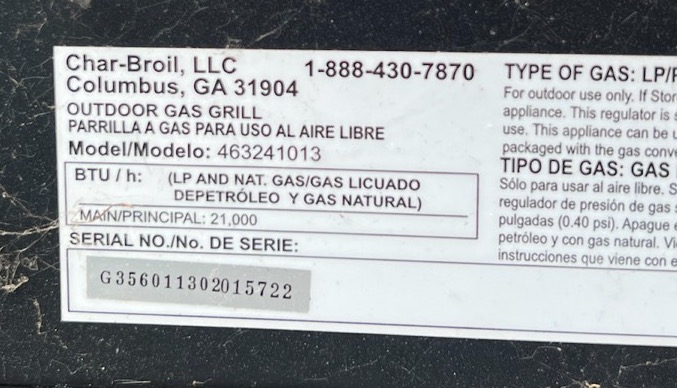 Char-Broil, LLC 1-888-430-7870
Columbus, GA 31904
OUTDOOR GAS GRILL
PARRILLA A GAS PARA USO AL AIRE LIBRE
Model/Modelo: 463241013
BTU / h: (LP AND NAT. GAS/GAS LICUADO
DEPETRÓLEO Y GAS NATURAL)
MAIN/PRINCIPAL: 21,000
SERIAL NO./No. DE SERIE:
G356011302015722
TYPE OF GAS: LP/
For outdoor use only. If Stor
appliance. This regulator is
use. This appliance can be
packaged with the gas conv
TIPO DE GAS: GAS
Sólo para usar al aire libre. S
regulador de presión de gas
pulgadas (0.40 psi). Apague
petróleo y con gas natural. Vi
instrucciones que viene con e